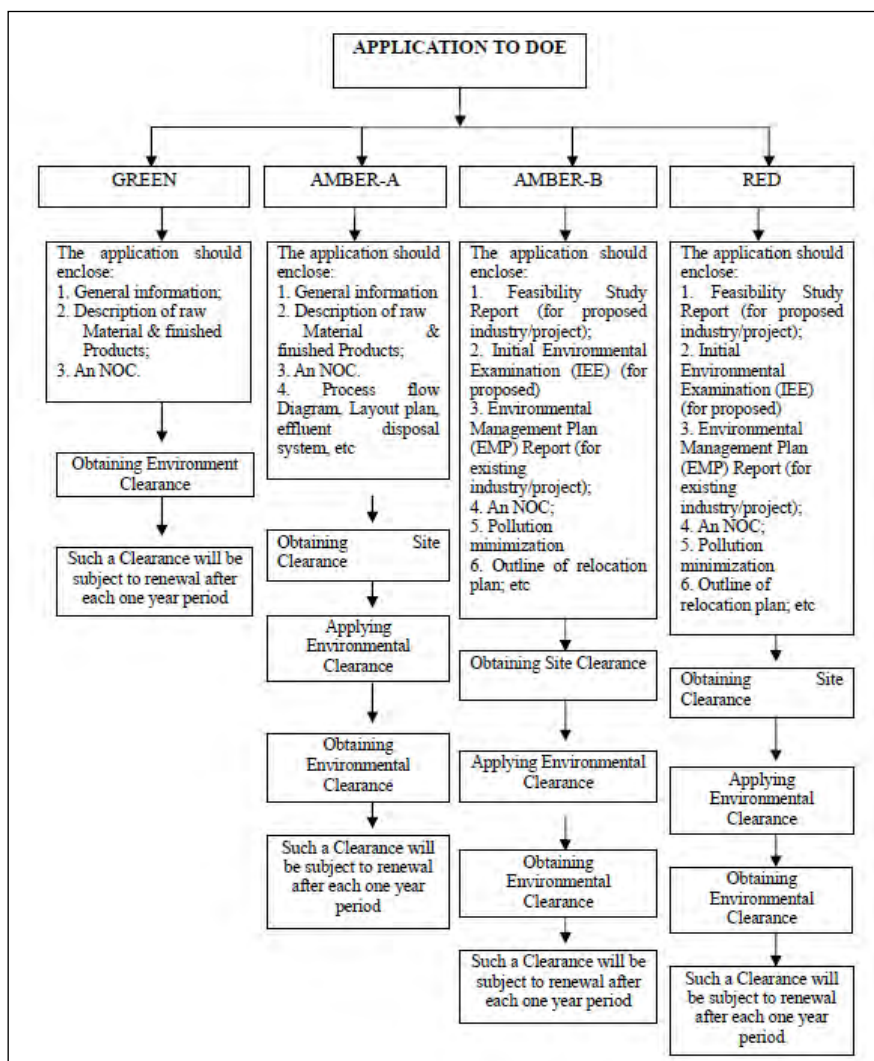 APPLICATION TO DOE
GREEN
The application should
enclose:
1. General information;
2. Description of raw
Material & finished
Products;
3. An NOC.
Obtaining Environment
Clearance
Such a Clearance will be
subject to renewal after
each one year period
AMBER-A
The application should
enclose:
1. General information
2. Description of raw
Material &
finished Products;
3. An NOC.
4. Process flow
Diagram, Layout plan,
effluent disposal
system, etc
Obtaining Site
Clearance
Applying
Environmental
Clearance
Obtaining
Environmental
Clearance
Such a Clearance will
be subject to renewal
after each one year
period
AMBER-B
The application should
enclose:
1. Feasibility Study
Report (for proposed
industry/project);
2. Initial Environmental
Examination (IEE) (for
proposed)
3. Environmental
Management Plan
(EMP) Report (for
existing
industry/project);
4. An NOC;
5. Pollution
minimization
6. Outline of relocation
plan; etc
Obtaining Site Clearance
Applying Environmental
Clearance
Obtaining
Environmental
Clearance
Such a Clearance will be
subject to renewal after
each one year period
RED
The application should
enclose:
1. Feasibility Study
Report (for proposed
industry/project);
2. Initial
Environmental
Examination (IEE)
(for proposed)
3. Environmental
Management Plan
(EMP) Report (for
existing
industry/project);
4. An NOC;
5. Pollution
minimization
6. Outline of
relocation plan; etc
Obtaining Site
Clearance
Applying
Environmental
Clearance
Obtaining
Environmental
Clearance
Such a Clearance will
be subject to renewal
after each one year
period